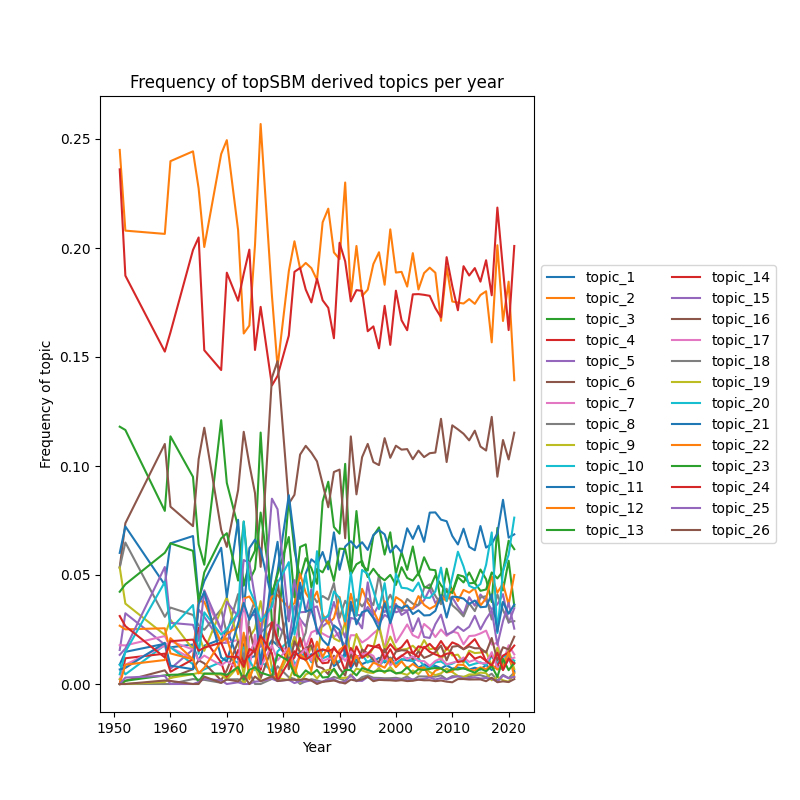 Frequency of topSBM derived topics per year
Frequency of topic
0.25
0.20
0.15
0.10
0.05
0.00
1950 1960 1970 1980 1990 2000 2010 2020
Year
topic_1
topic_2
topic_3
topic_4
topic_5
topic_6
topic_7
topic_8
topic_9
topic_10
topic_11
topic_12
topic_13
topic_14
topic_15
topic_16
topic_17
topic_18
topic_19
topic_20
topic_21
topic_22
topic_23
topic_24
topic_25
topic_26